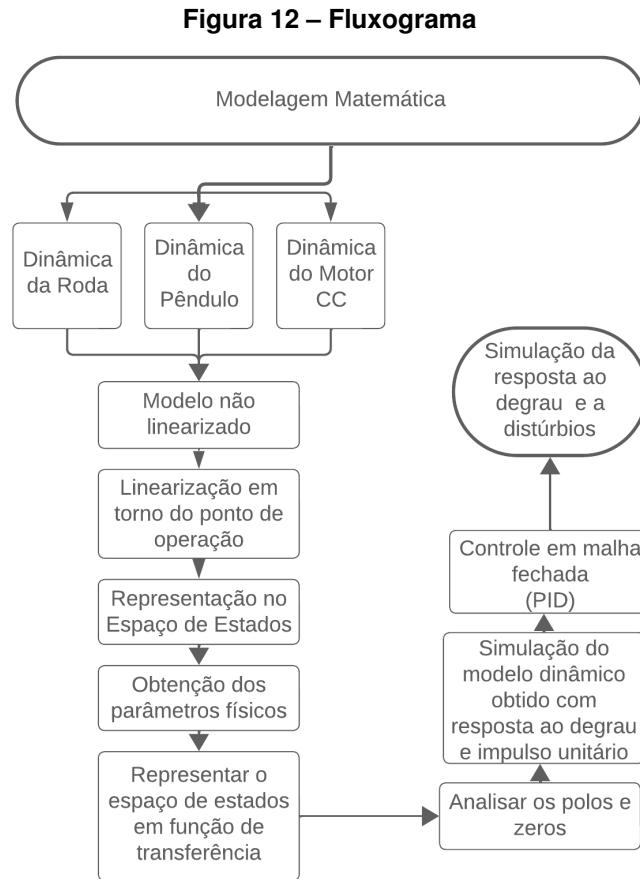 Figura 12 – Fluxograma
Modelagem Matemática
Dinâmica
da Roda
Dinâmica
do
Pêndulo
Dinâmica
do Motor
CC
Modelo não
linearizado
Linearização em
torno do ponto de
operação
Representação no
Espaço de Estados
Obtenção dos
parâmetros físicos
Representar o
espaço de estados
em função de
transferência
Analisar os polos e
zeros
Simulação do
modelo dinâmico
obtido com
resposta ao degrau
e impulso unitário
Controle em malha
fechada
(PID)
Simulação da
resposta ao
degrau e a
distúrbios